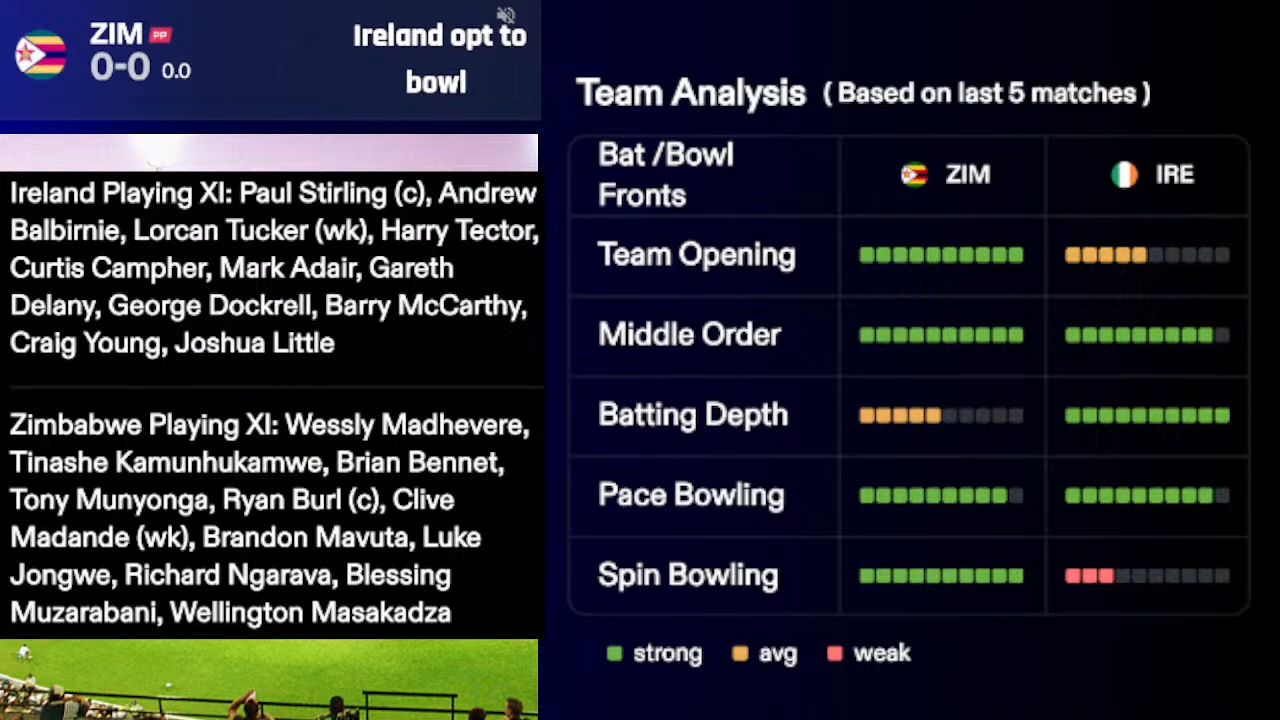 ZIM PP
0-0 0.0
Ireland opt to
bowl
Ireland Playing XI: Paul Stirling (c), Andrew
Balbirnie, Lorcan Tucker (wk), Harry Tector,
Curtis Campher, Mark Adair, Gareth
Delany, George Dockrell, Barry McCarthy,
Craig Young, Joshua Little
Zimbabwe Playing XI: Wessly Madhevere,
Tinashe Kamunhukamwe, Brian Bennet,
Tony Munyonga, Ryan Burl (c), Clive
Madande (wk), Brandon Mavuta, Luke
Jongwe, Richard Ngarava, Blessing
Muzarabani, Wellington Masakadza
Team Analysis ( Based on last 5 matches )
Bat /Bowl
Fronts
ZIM
IRE
Team Opening
Middle Order
Batting Depth
Pace Bowling
Spin Bowling
strong avg weak